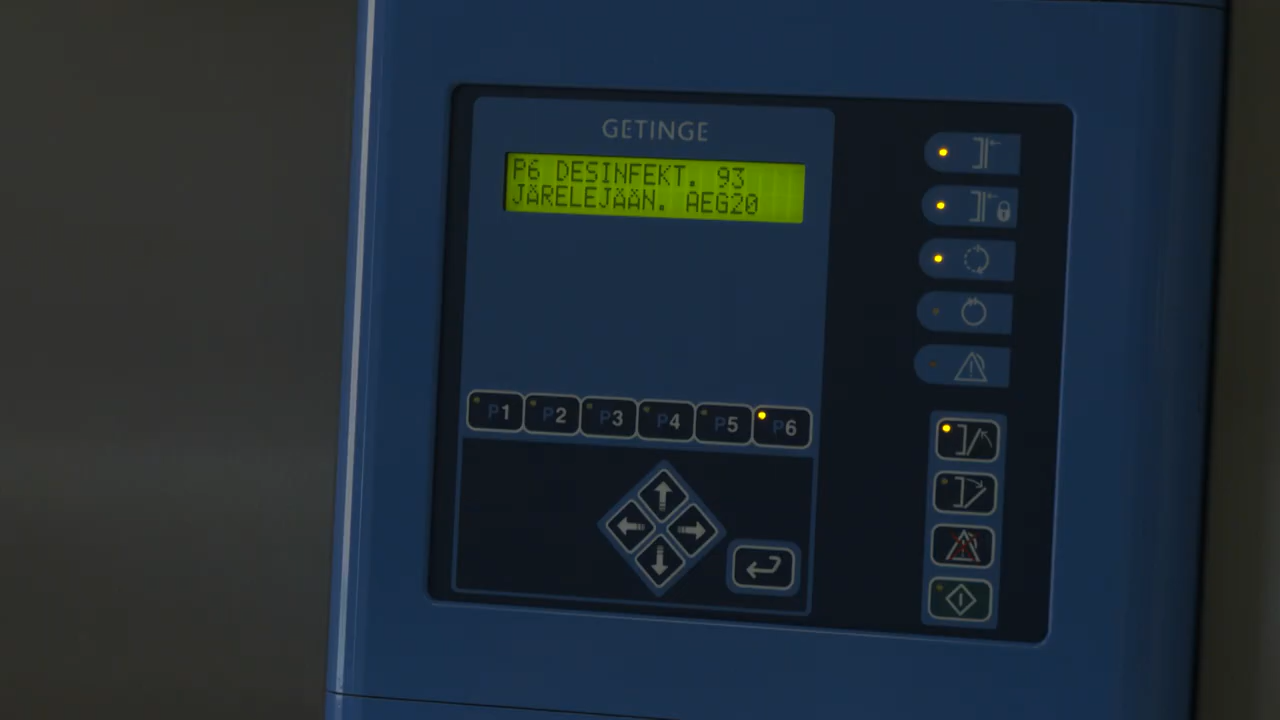 GETINGE
P6 DESINFEKT. 93
JÄRELEJÄÄN. AEG20
P1 P2 P3 P4 P5 P6